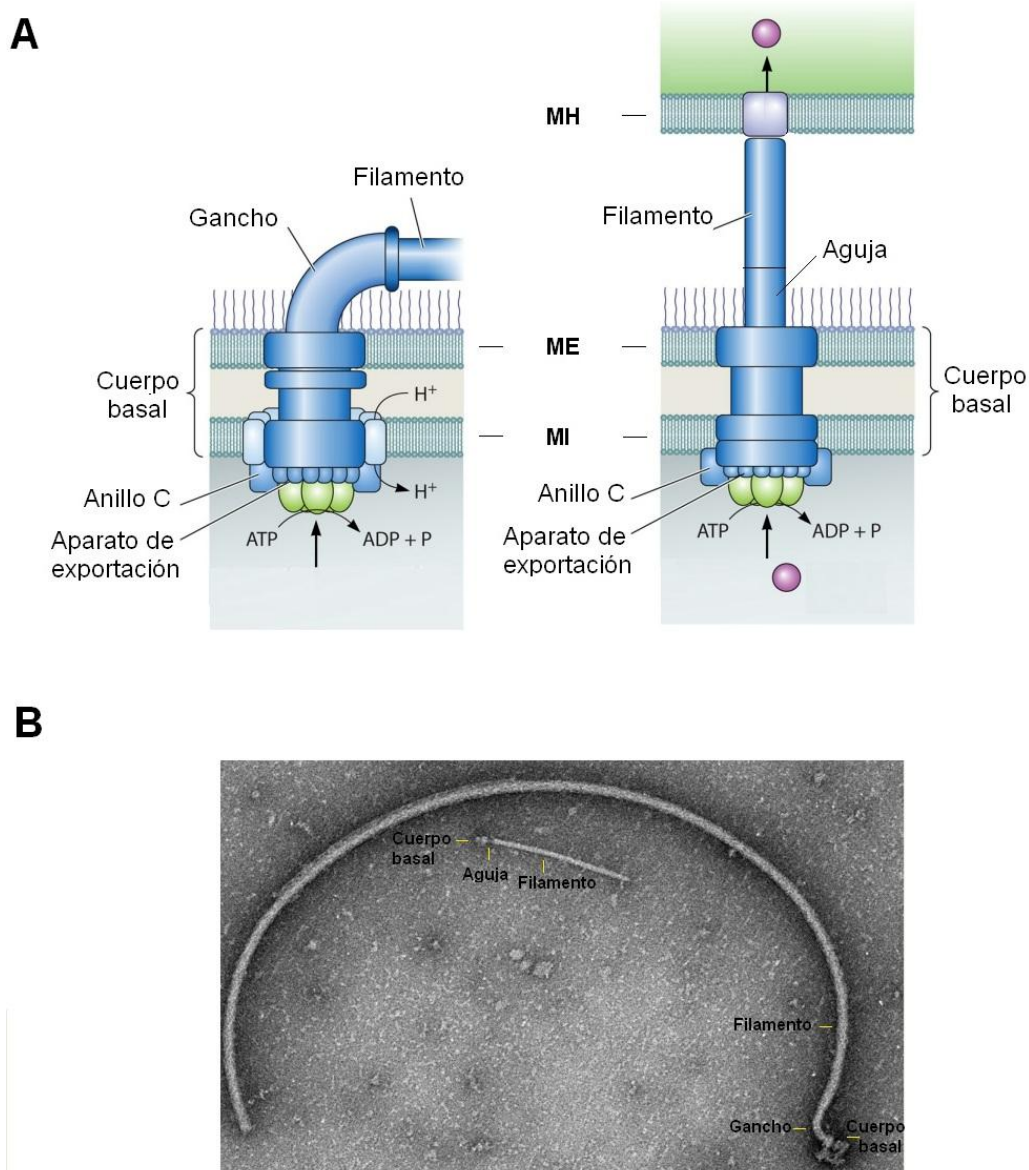 A
MH
Filamento
Gancho
Filamento
Aguja
ME
Cuerpo
basal
H⁺
Cuerpo
basal
MI
Anillo C
H⁺
Anillo C
ATP
ADP + P
Aparato de
exportación
ATP
ADP + P
Aparato de
exportación
B
Cuerpo
basal
Aguja
Filamento
Filamento
Gancho
Cuerpo
basal